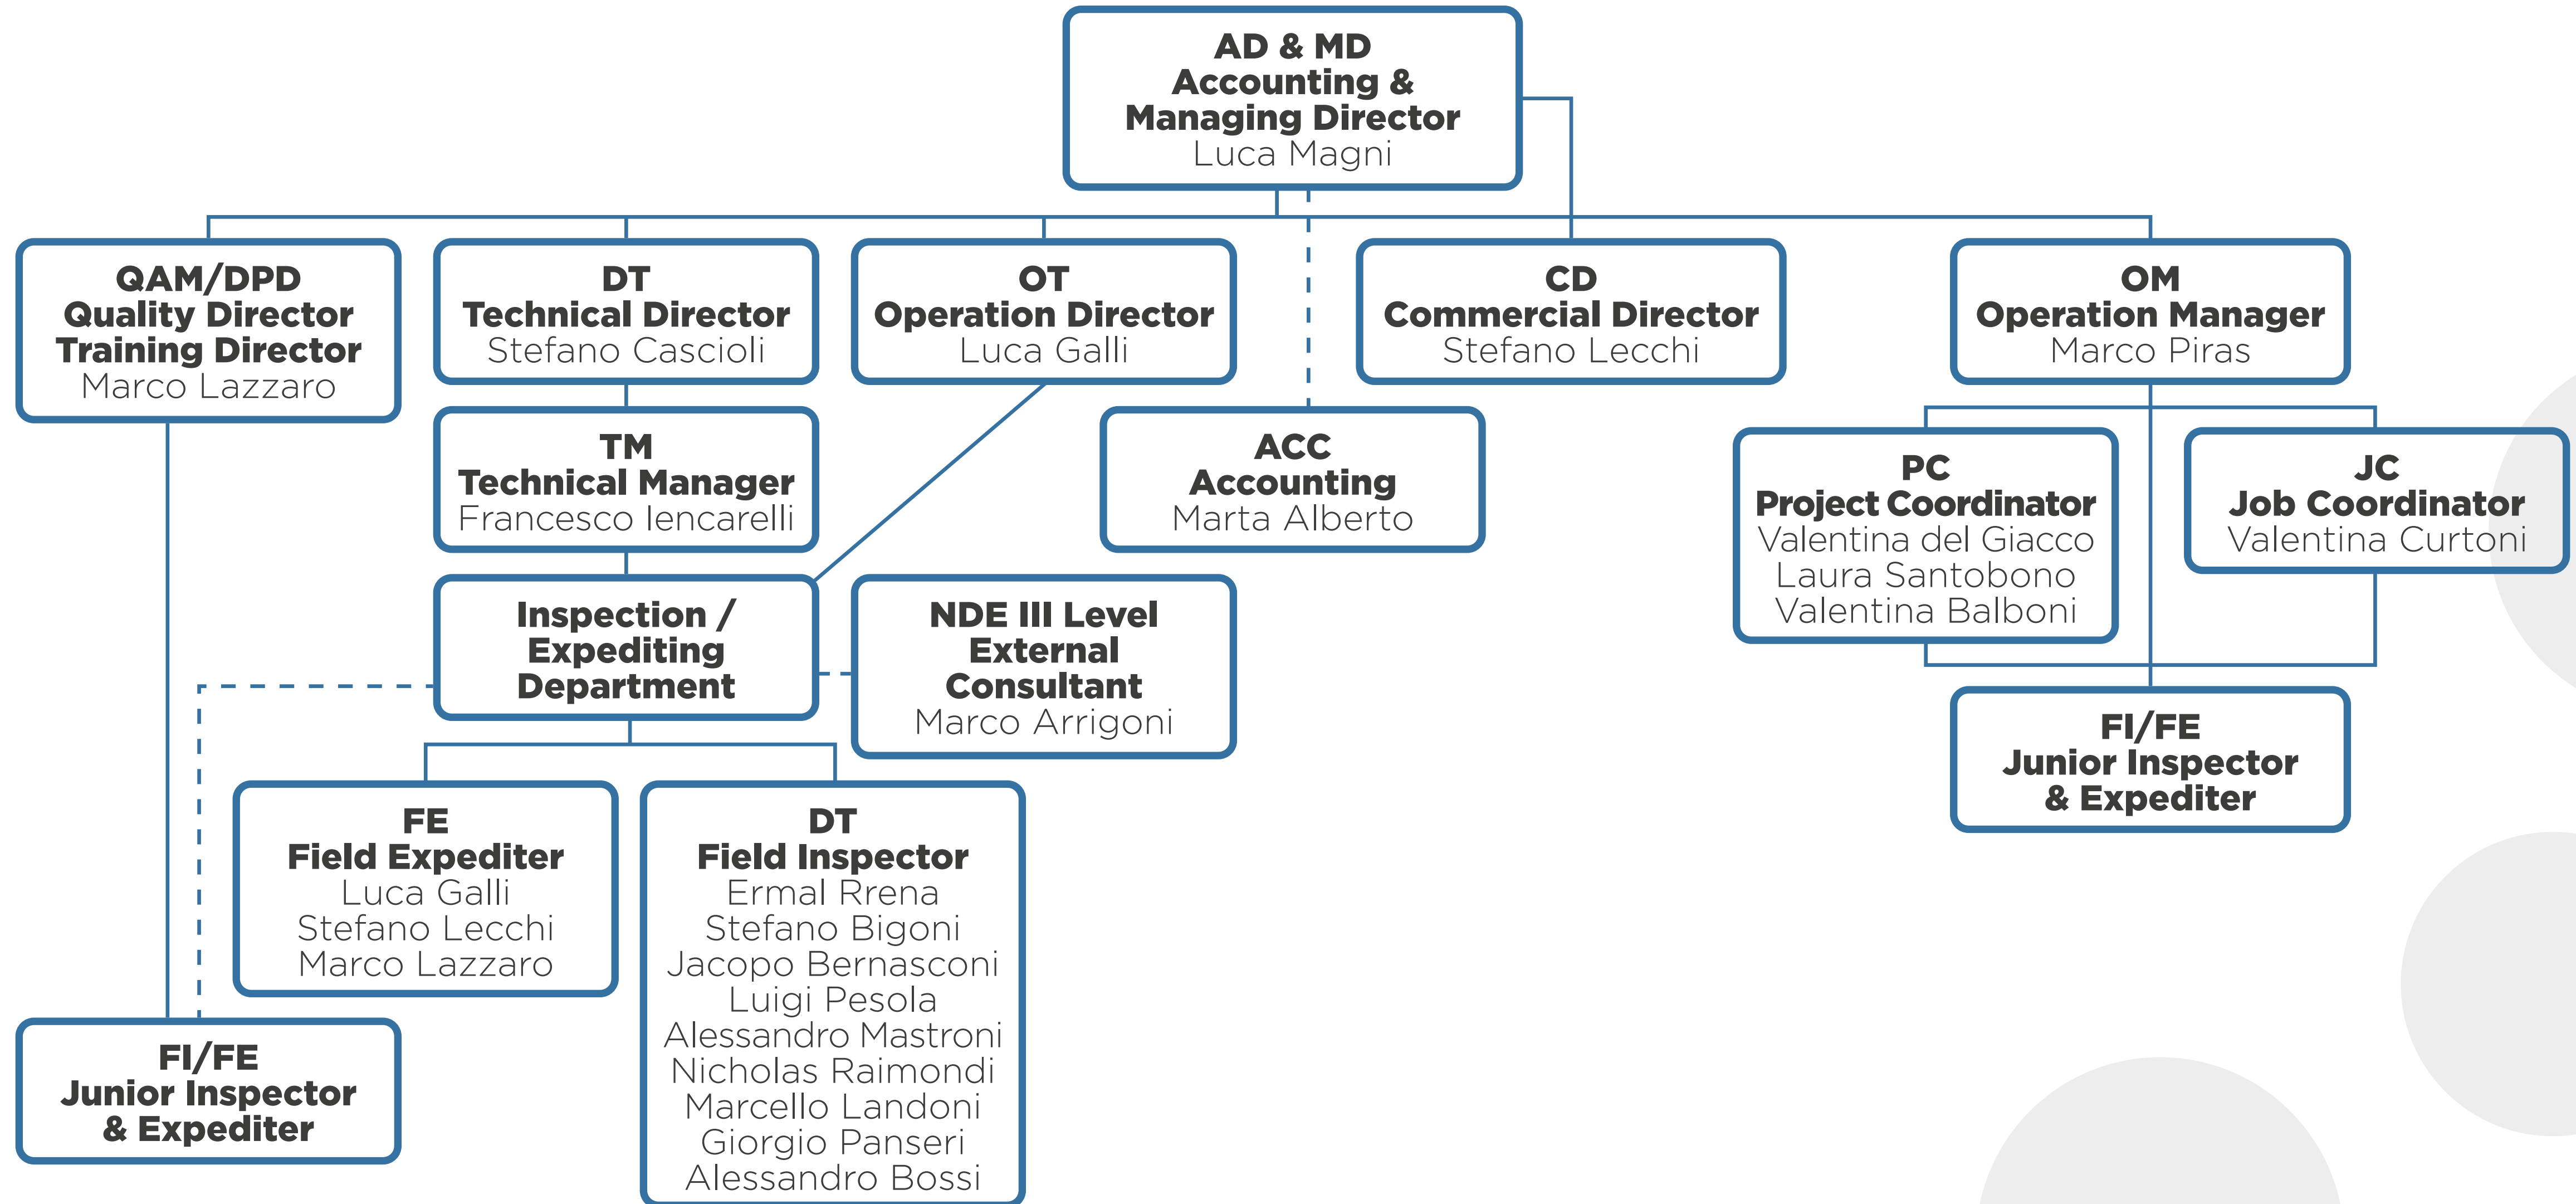 AD & MD
Accounting &
Managing Director
Luca Magni
QAM/DPD
Quality Director
Training Director
Marco Lazzaro
DT
Technical Director
Stefano Cascioli
OT
Operation Director
Luca Galli
CD
Commercial Director
Stefano Lecchi
OM
Operation Manager
Marco Piras
TM
Technical Manager
Francesco Iencarelli
ACC
Accounting
Marta Alberto
PC
Project Coordinator
Valentina del Giacco
Laura Santobono
Valentina Balboni
JC
Job Coordinator
Valentina Curtoni
Inspection /
Expediting
Department
NDE III Level
External
Consultant
Marco Arrigoni
FI/FE
Junior Inspector
& Expediter
FE
Field Expediter
Luca Galli
Stefano Lecchi
Marco Lazzaro
DT
Field Inspector
Ermal Rrena
Stefano Bigoni
Jacopo Bernasconi
Luigi Pesola
Alessandro Mastroni
Nicholas Raimondi
Marcello Landoni
Giorgio Panseri
Alessandro Bossi
FI/FE
Junior Inspector
& Expediter